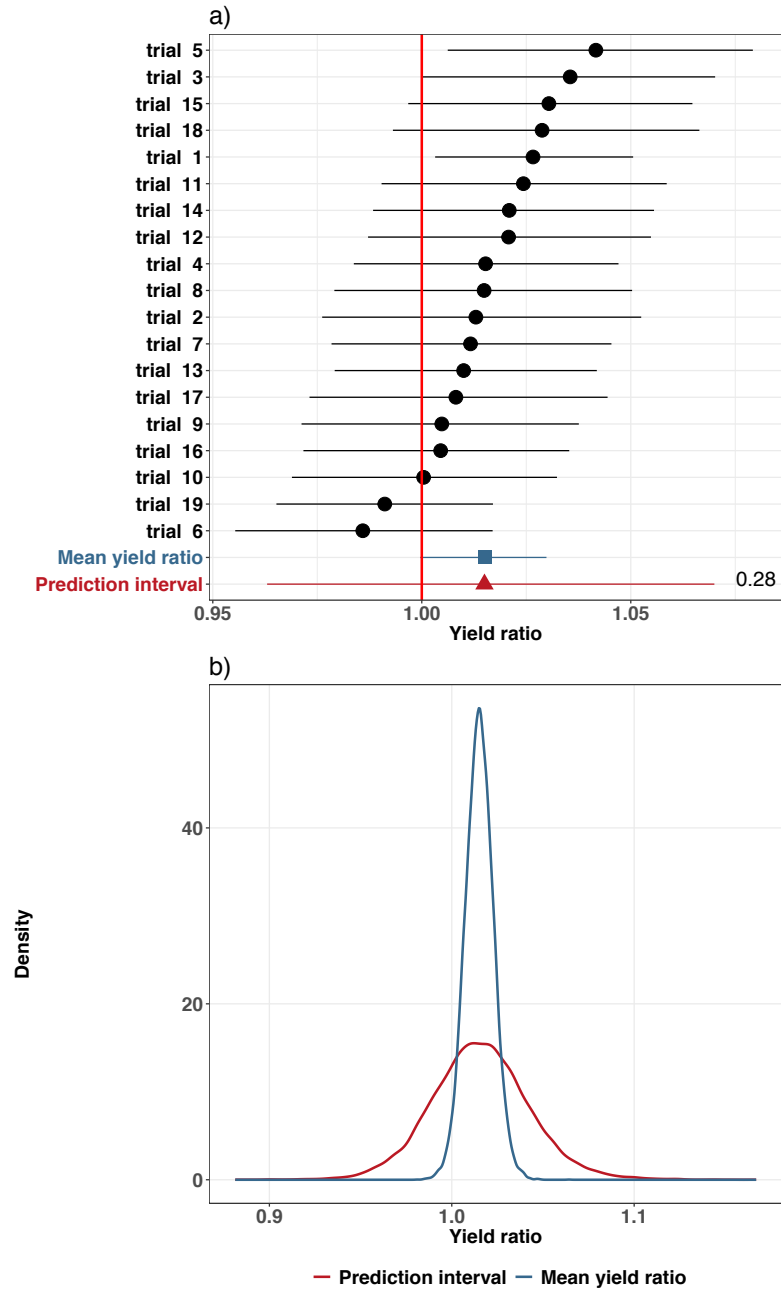 a)
trial 5
trial 3
trial 15
trial 18
trial 1
trial 11
trial 14
trial 12
trial 4
trial 8
trial 2
trial 7
trial 13
trial 17
trial 9
trial 16
trial 10
trial 19
trial 6
Mean yield ratio
Prediction interval 0.28
0.95 1.00 1.05
Yield ratio
b)
Density
40
20
0
0.9 1.0 1.1
Yield ratio
Prediction interval Mean yield ratio